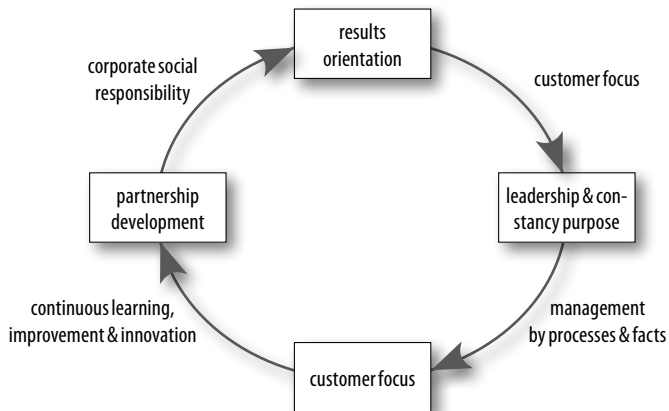 results
orientation
corporate social
responsibility
customer focus
partnership
development
leadership & con-
stancy purpose
continuous learning,
improvement & innovation
management
by processes & facts
customer focus